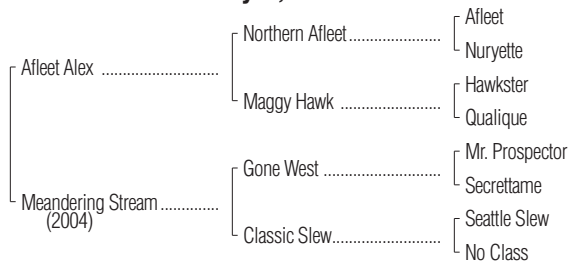 Afleet
Northern Afleet.....................
Nuryette
Afleet Alex ...........................
Hawkster
Maggy Hawk .......................
Qualique
Mr. Prospector
Gone West ...........................
Secrettame
Meandering Stream .............
(2004)
Seattle Slew
Classic Slew.........................
No Class